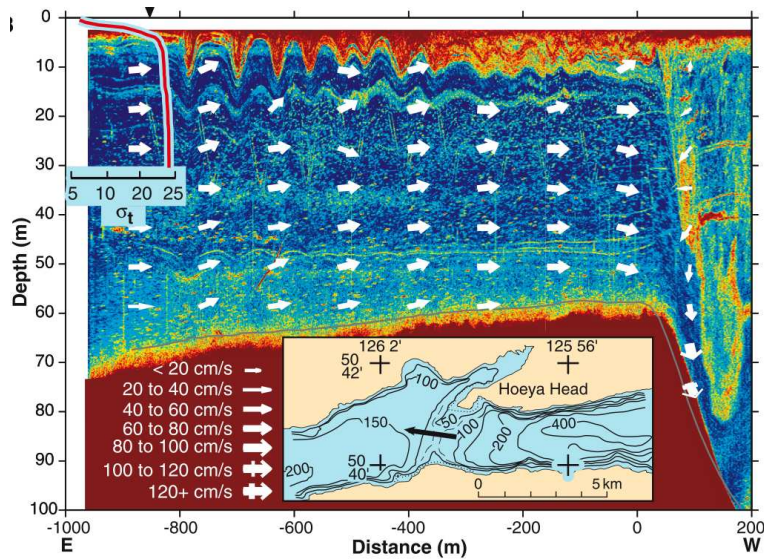 0
10
20
30
40
50
60
70
80
90
100
Depth (m)
5 10 20 25
σt
< 20 cm/s
20 to 40 cm/s
40 to 60 cm/s
60 to 80 cm/s
80 to 100 cm/s
100 to 120 cm/s
120+ cm/s
126 2'
125 56'
50
42'
100
Hoeya Head
50
150
100
200
400
200
50
40'
0 5 km
-1000 -800 -600 -400 -200 0 200
E Distance (m) W